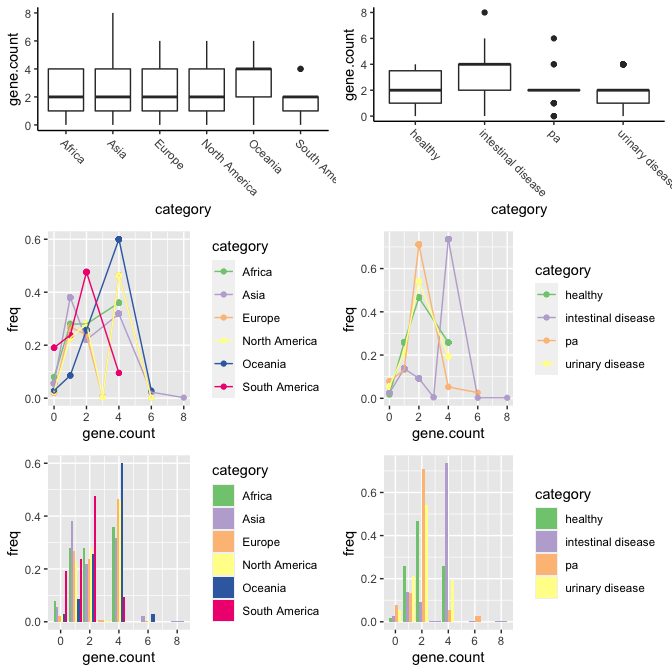 gene.count
8
6
4
2
0
Africa
Asia
Europe
North America
Oceania
South Ame
category
gene.count
8
6
4
2
0
healthy
intestinal disease
pa
urinary disease
category
freq
0.6
0.4
0.2
0.0
0 2 4 6 8
gene.count
category
Africa
Asia
Europe
North America
Oceania
South America
freq
0.6
0.4
0.2
0.0
0 2 4 6 8
gene.count
category
healthy
intestinal disease
pa
urinary disease
freq
0.6
0.4
0.2
0.0
0 2 4 6 8
gene.count
category
Africa
Asia
Europe
North America
Oceania
South America
freq
0.6
0.4
0.2
0.0
0 2 4 6 8
gene.count
category
healthy
intestinal disease
pa
urinary disease